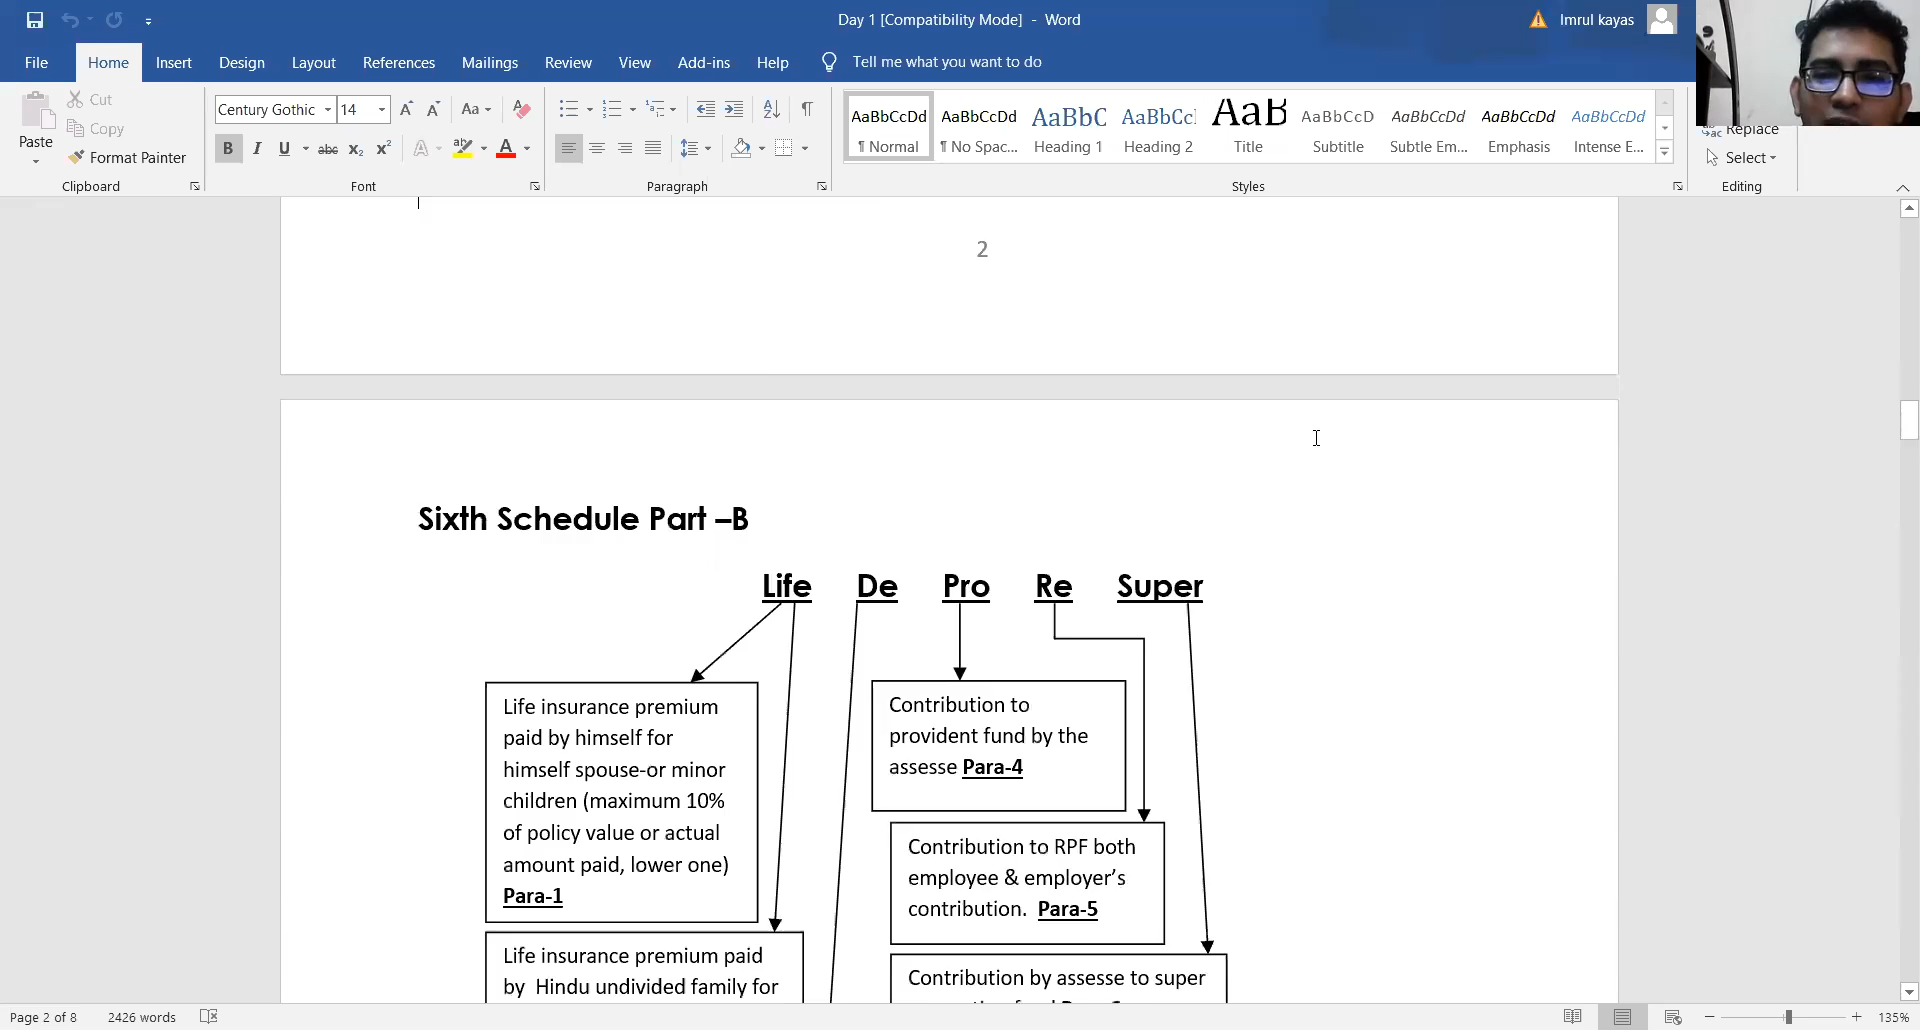 Day 1 [Compatibility Mode] - Word
Imrul kayas
File Home Insert Design Layout References Mailings Review View Add-ins Help Tell me what you want to do
Paste
Cut
Copy
Format Painter
Clipboard
Century Gothic 14
Font
Paragraph
AaBbCcDd AaBbCcDd AaBbC AaBbCc AaB AaBbCcD AaBbCcDd AaBbCcDd AaBbCcDd
¶ Normal ¶ No Spac... Heading 1 Heading 2 Title Subtitle Subtle Em... Emphasis Intense E...
Styles
Replace
Select
Editing
2
Sixth Schedule Part –B
Life De Pro Re Super
Life insurance premium
paid by himself for
himself spouse-or minor
children (maximum 10%
of policy value or actual
amount paid, lower one)
Para-1
Contribution to
provident fund by the
assesse Para-4
Contribution to RPF both
employee & employer's
contribution. Para-5
Life insurance premium paid
by Hindu undivided family for
Contribution by assesse to super
Page 2 of 8 2426 words
135%